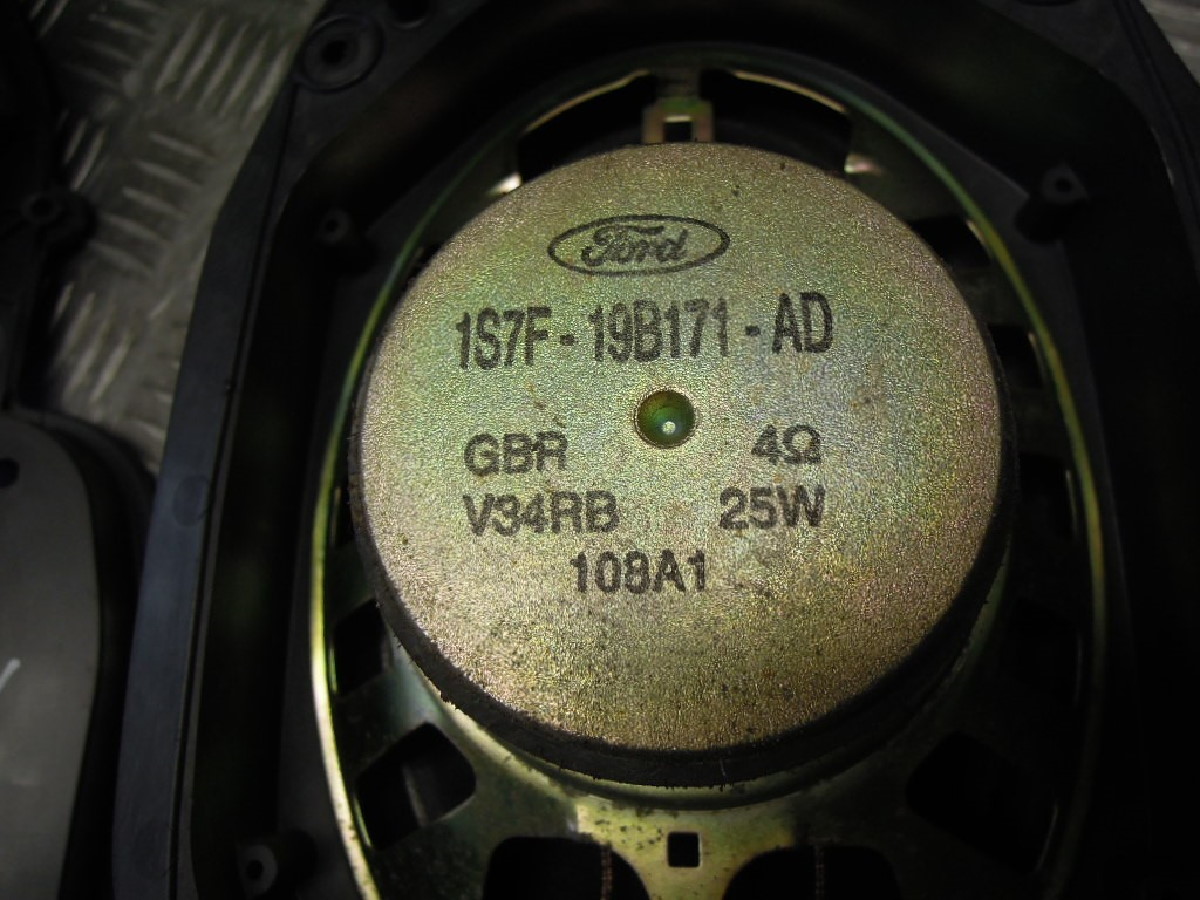 Ford
1S7F-19B171-AD
GBR 4Ω
V34RB 25W
108A1